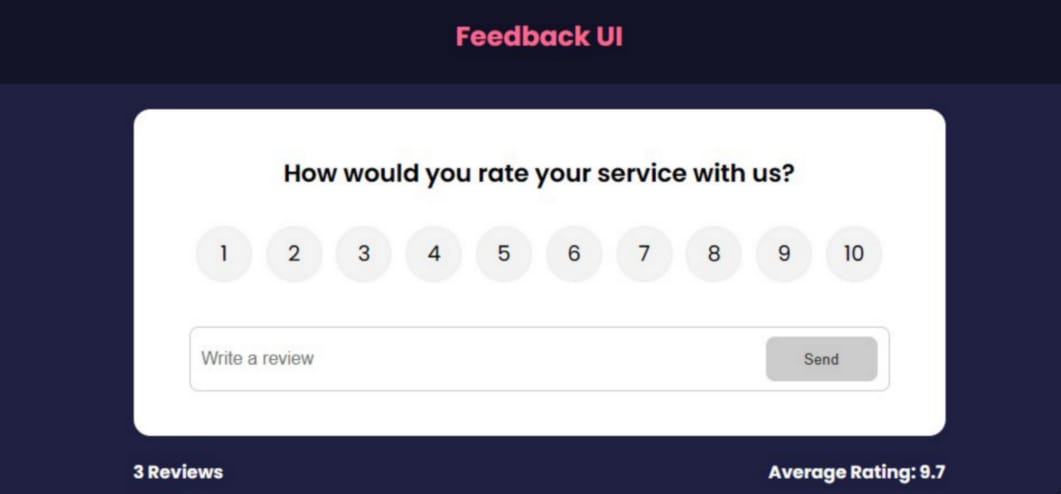 Feedback UI
How would you rate your service with us?
1 2 3 4 5 6 7 8 9 10
Write a review Send
3 Reviews Average Rating: 9.7